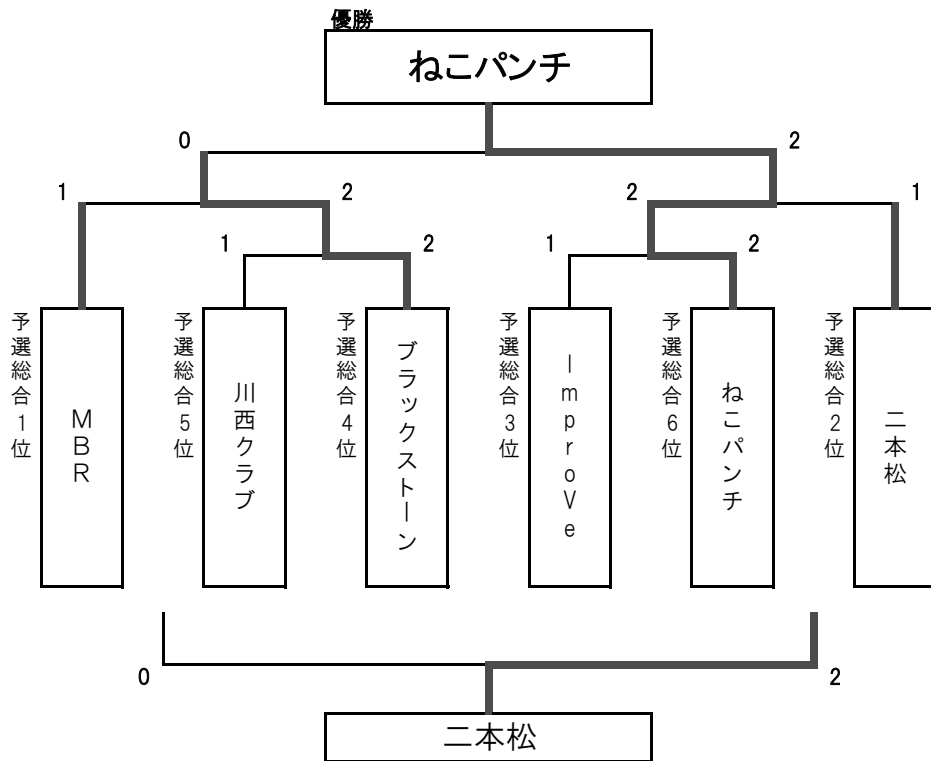 優勝
ねこパンチ
0
2
1
2
2
1
1
2
1
2
予選総合1位
MBR
予選総合5位
川西クラブ
予選総合4位
ブラックストーン
予選総合3位
ImproVe
予選総合6位
ねこパンチ
予選総合2位
二本松
0
2
二本松